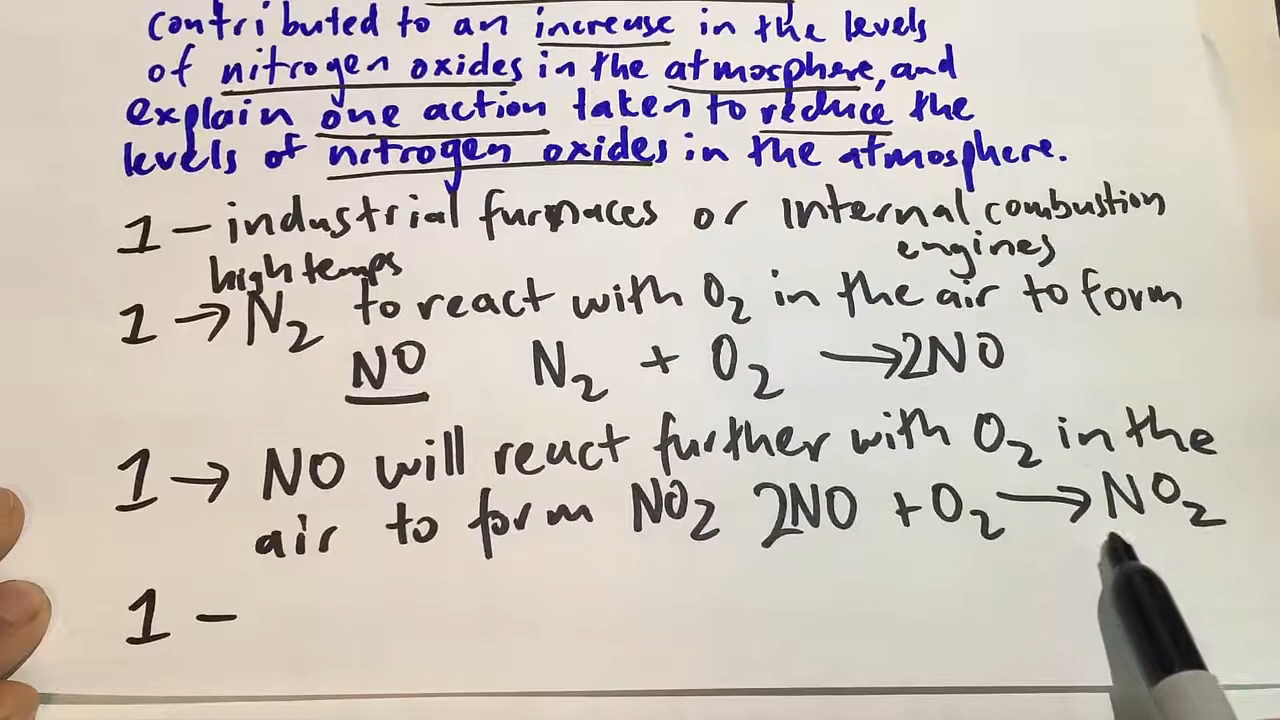 contributed to an increase in the levels
of nitrogen oxides in the atmosphere, and
explain one action taken to reduce the
levels of nitrogen oxides in the atmosphere.
1 - industrial furnaces or internal combustion
engines
high temps
1 → N2 to react with O2 in the air to form
NO N2 + O2 → 2NO
1 → NO will react further with O2 in the
air to form NO2 2NO + O2 → NO2
1 -